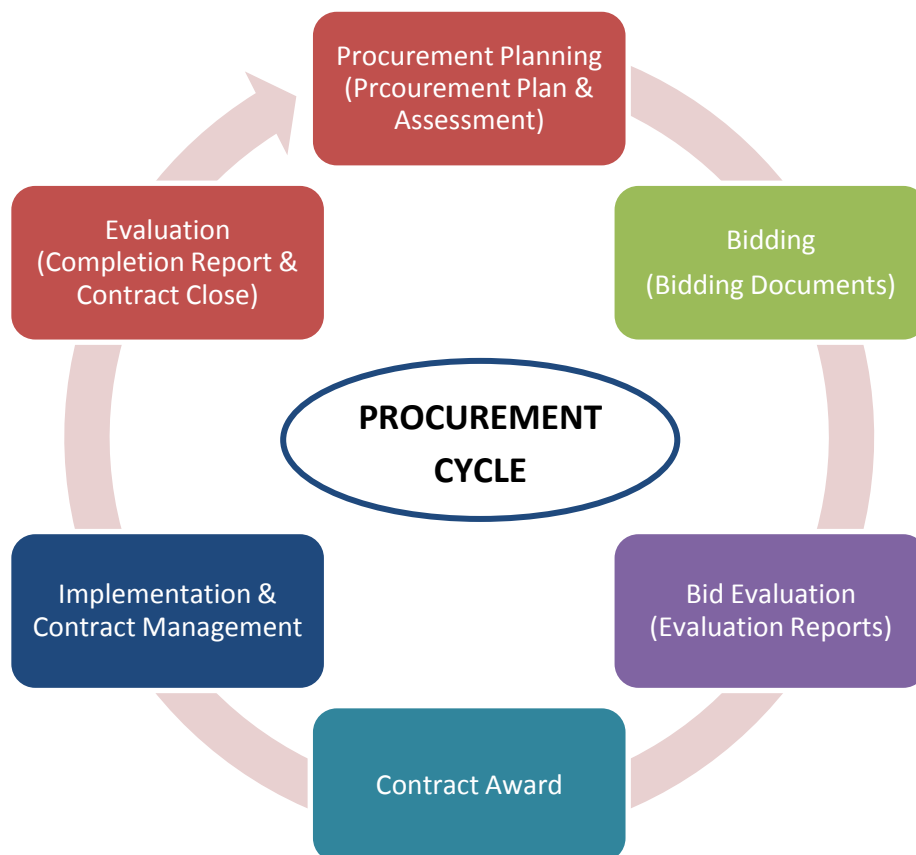 Procurement Planning
(Prcourement Plan &
Assessment)
Bidding
(Bidding Documents)
Bid Evaluation
(Evaluation Reports)
Contract Award
Implementation &
Contract Management
Evaluation
(Completion Report &
Contract Close)
PROCUREMENT
CYCLE